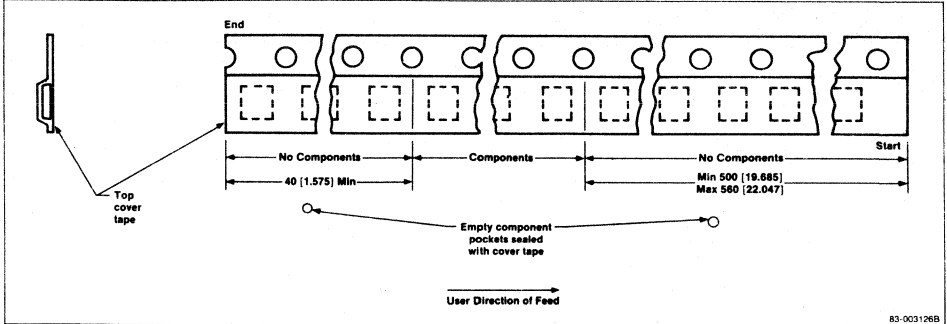 End
Start
No Components
Components
No Components
40 [1.575] Min
Min 500 [19.685]
Max 560 [22.047]
Top
cover
tape
Empty component
pockets sealed
with cover tape
User Direction of Feed
83-003126B